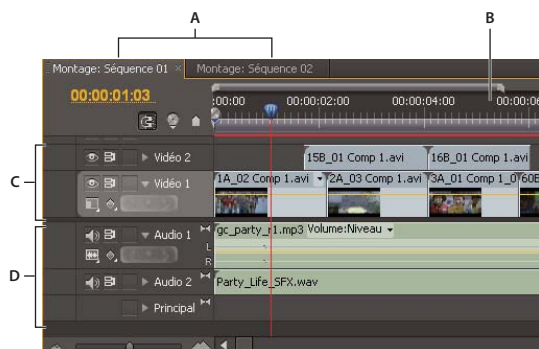 A
B
Montage: Séquence 01 × Montage: Séquence 02
00:00:01:03
:00:00 00:00:02:00 00:00:04:00 00:00:06
C
Vidéo 2 15B_01 Comp 1.avi 16B_01 Comp 1.avi
Vidéo 1 1A_02 Comp 1.avi 2A_03 Comp 1.avi 3A_01 Comp 1_0 60B
D
Audio 1 gc_party_r1.mp3 Volume:Niveau
L
R
Audio 2 Party_Life_SFX.wav
Principal